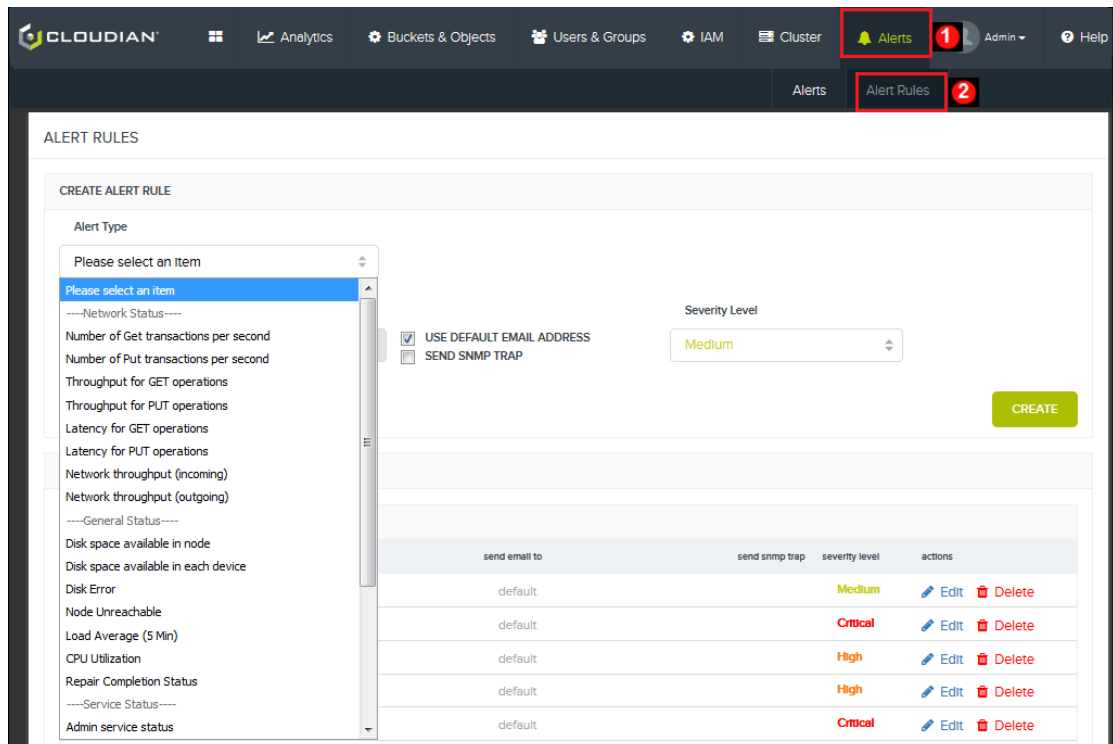 CLOUDIAN
Analytics
Buckets & Objects
Users & Groups
IAM
Cluster
Alerts
1
Admin
Help
Alerts
Alert Rules
2
ALERT RULES
CREATE ALERT RULE
Alert Type
Please select an Item
Please select an item
----Network Status----
Number of Get transactions per second
Number of Put transactions per second
Throughput for GET operations
Throughput for PUT operations
Latency for GET operations
Latency for PUT operations
Network throughput (incoming)
Network throughput (outgoing)
----General Status----
Disk space available in node
Disk space available in each device
Disk Error
Node Unreachable
Load Average (5 Min)
CPU Utilization
Repair Completion Status
----Service Status----
Admin service status
USE DEFAULT EMAIL ADDRESS
SEND SNMP TRAP
Severity Level
Medium
CREATE
send email to send snmp trap severity level actions
default Medium Edit Delete
default Critical Edit Delete
default High Edit Delete
default High Edit Delete
default Critical Edit Delete